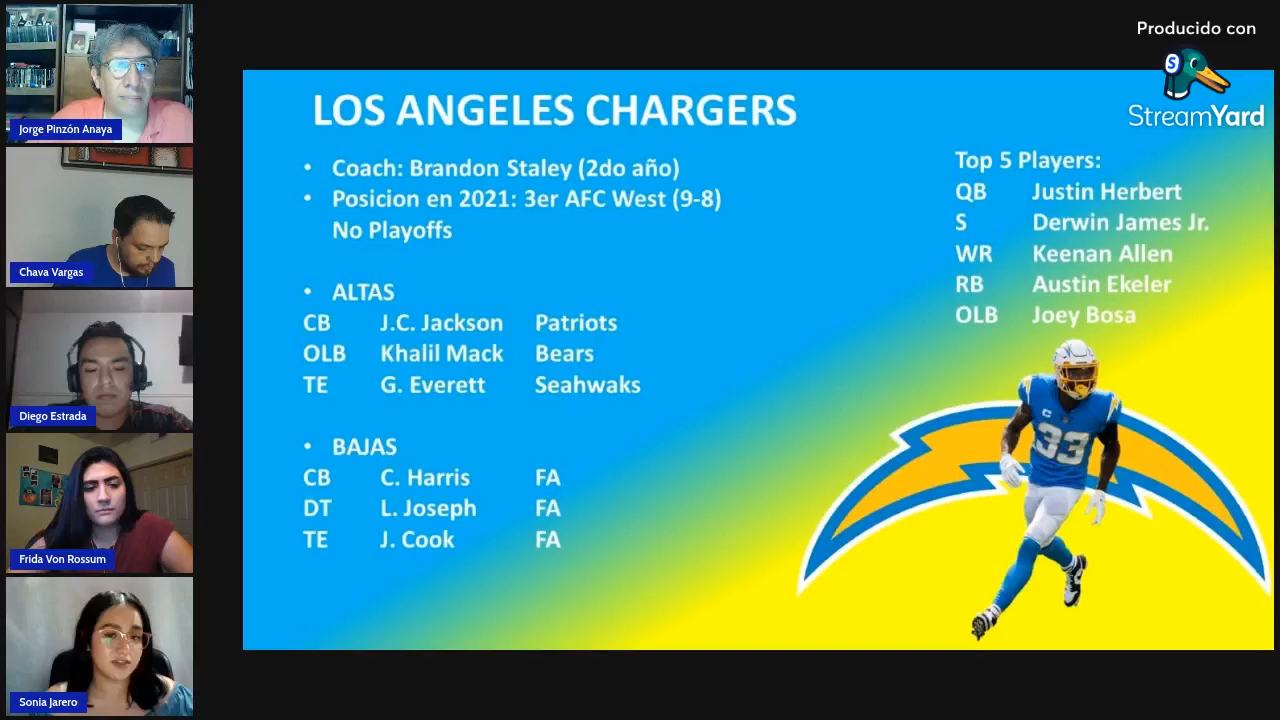 Producido con
StreamYard
LOS ANGELES CHARGERS
• Coach: Brandon Staley (2do año)
• Posicion en 2021: 3er AFC West (9-8)
No Playoffs
• ALTAS
CB J.C. Jackson Patriots
OLB Khalil Mack Bears
TE G. Everett Seahwaks
• BAJAS
CB C. Harris FA
DT L. Joseph FA
TE J. Cook FA
Top 5 Players:
QB Justin Herbert
S Derwin James Jr.
WR Keenan Allen
RB Austin Ekeler
OLB Joey Bosa
C
33
Jorge Pinzón Anaya
Chava Vargas
Diego Estrada
Frida Von Rossum
Sonia Jarero